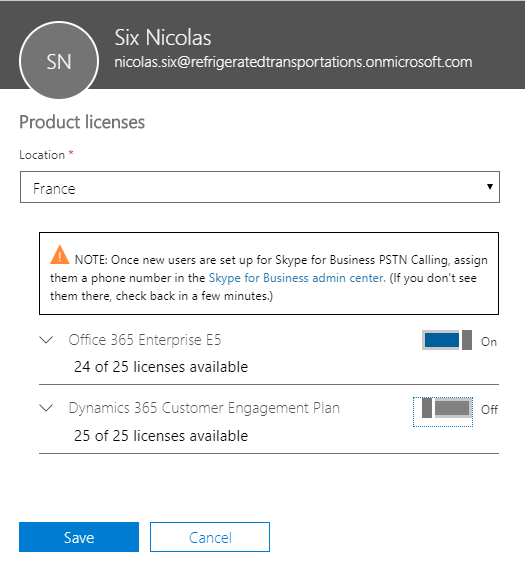 SN
Six Nicolas
nicolas.six@refrigeratedtransportations.onmicrosoft.com
Product licenses
Location *
France
NOTE: Once new users are set up for Skype for Business PSTN Calling, assign
them a phone number in the Skype for Business admin center. (If you don't see
them there, check back in a few minutes.)
Office 365 Enterprise E5
On
24 of 25 licenses available
Dynamics 365 Customer Engagement Plan
Off
25 of 25 licenses available
Save
Cancel